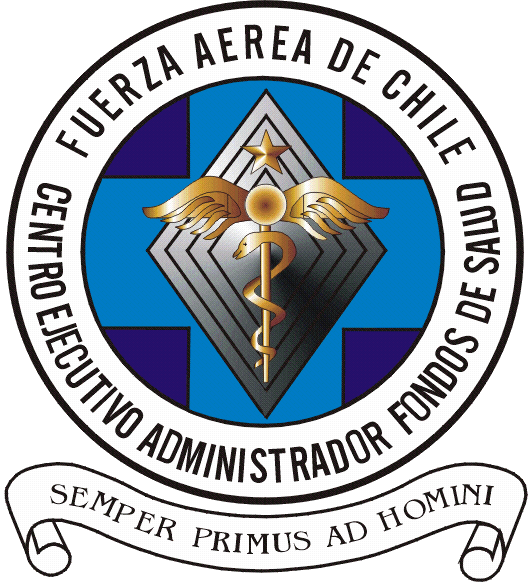 FUERZA AEREA DE CHILE
CENTRO EJECUTIVO ADMINISTRADOR FONDOS DE SALUD
SEMPER PRIMUS AD HOMINI